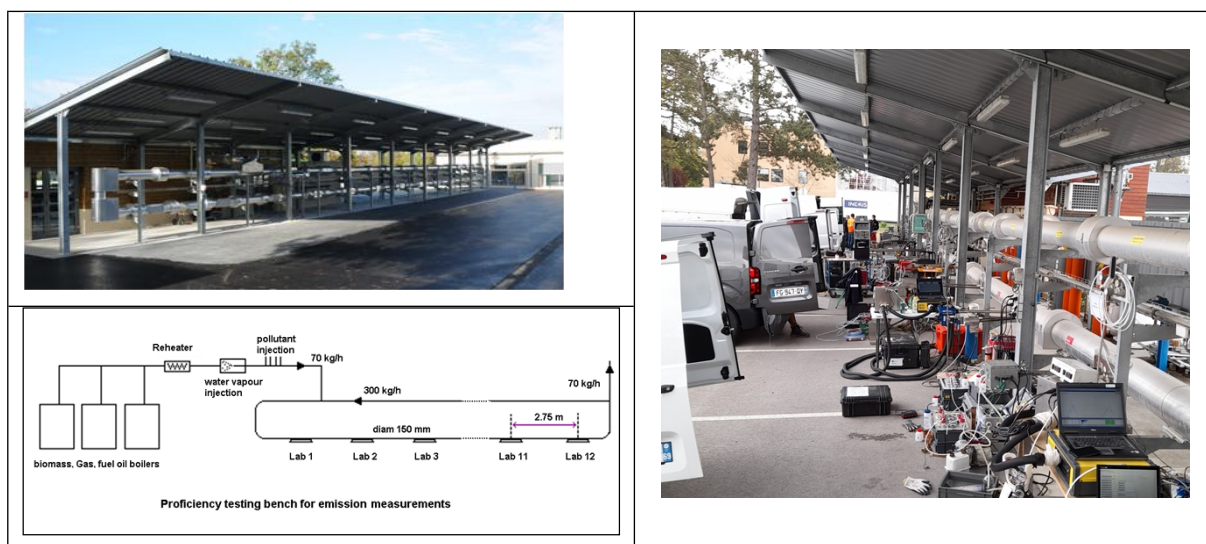 Reheater
pollutant
injection
70 kg/h
70 kg/h
water vapour
injection
300 kg/h
2.75 m
diam 150 mm
Lab 1
Lab 2
Lab 3
Lab 11
Lab 12
biomass, Gas, fuel oil boilers
Proficiency testing bench for emission measurements
INERIS